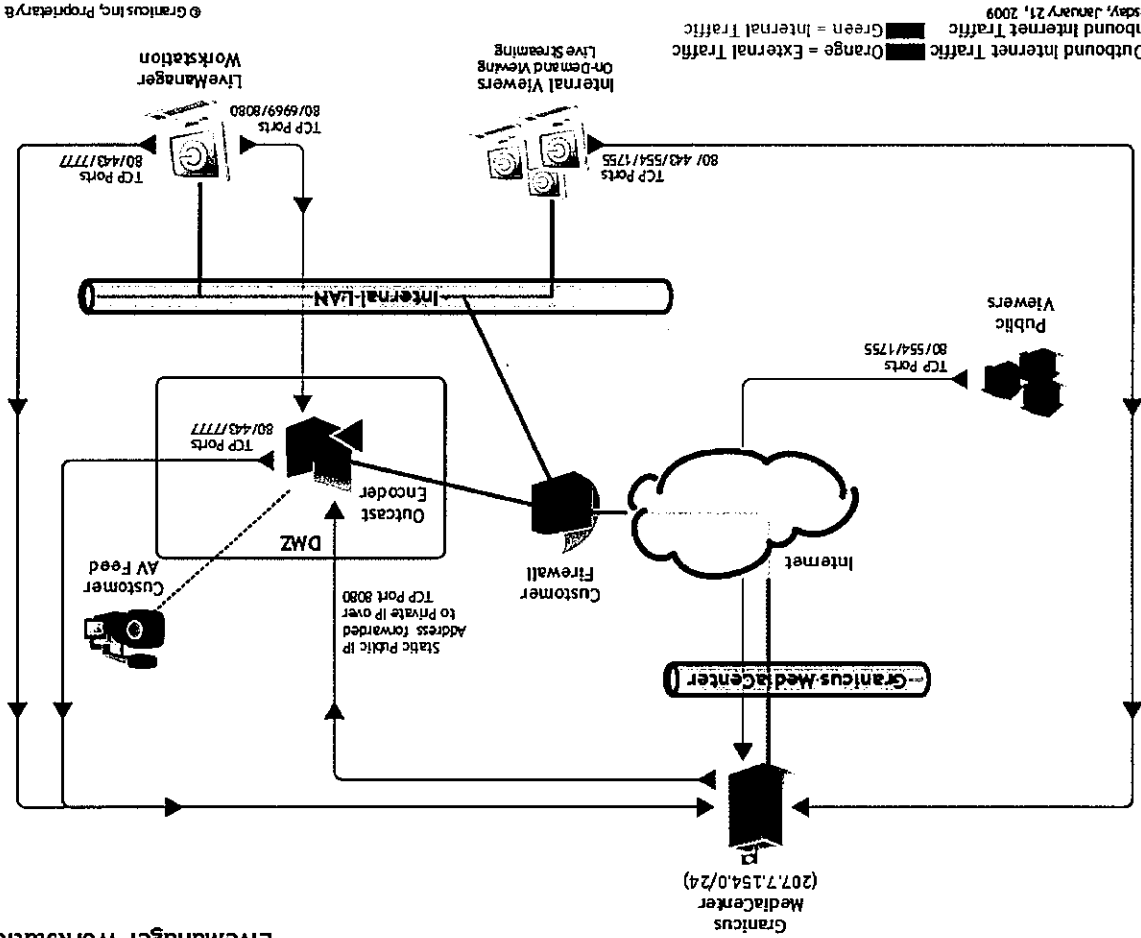 Granicus
MediaCenter
(207.7.154.0/24)
Granicus MediaCenter
Static Public IP
Address forwarded
to Private IP over
TCP Port 8080
Customer
AV Feed
Customer
Firewall
Internet
DMZ
Outcast
Encoder
TCP Ports
80/443/7777
TCP Ports
80/554/1755
Public
Viewers
Internal LAN
TCP Ports
80/443/7777
TCP Ports
80/6969/8080
LiveManager
Workstation
TCP Ports
80/ 443/554/1755
Internal Viewers
On-Demand Viewing
Live Streaming
Outbound Internet Traffic Orange = External Traffic
nbound Internet Traffic Green = Internal Traffic
sday, January 21, 2009
© Granicus Inc, Proprietary &